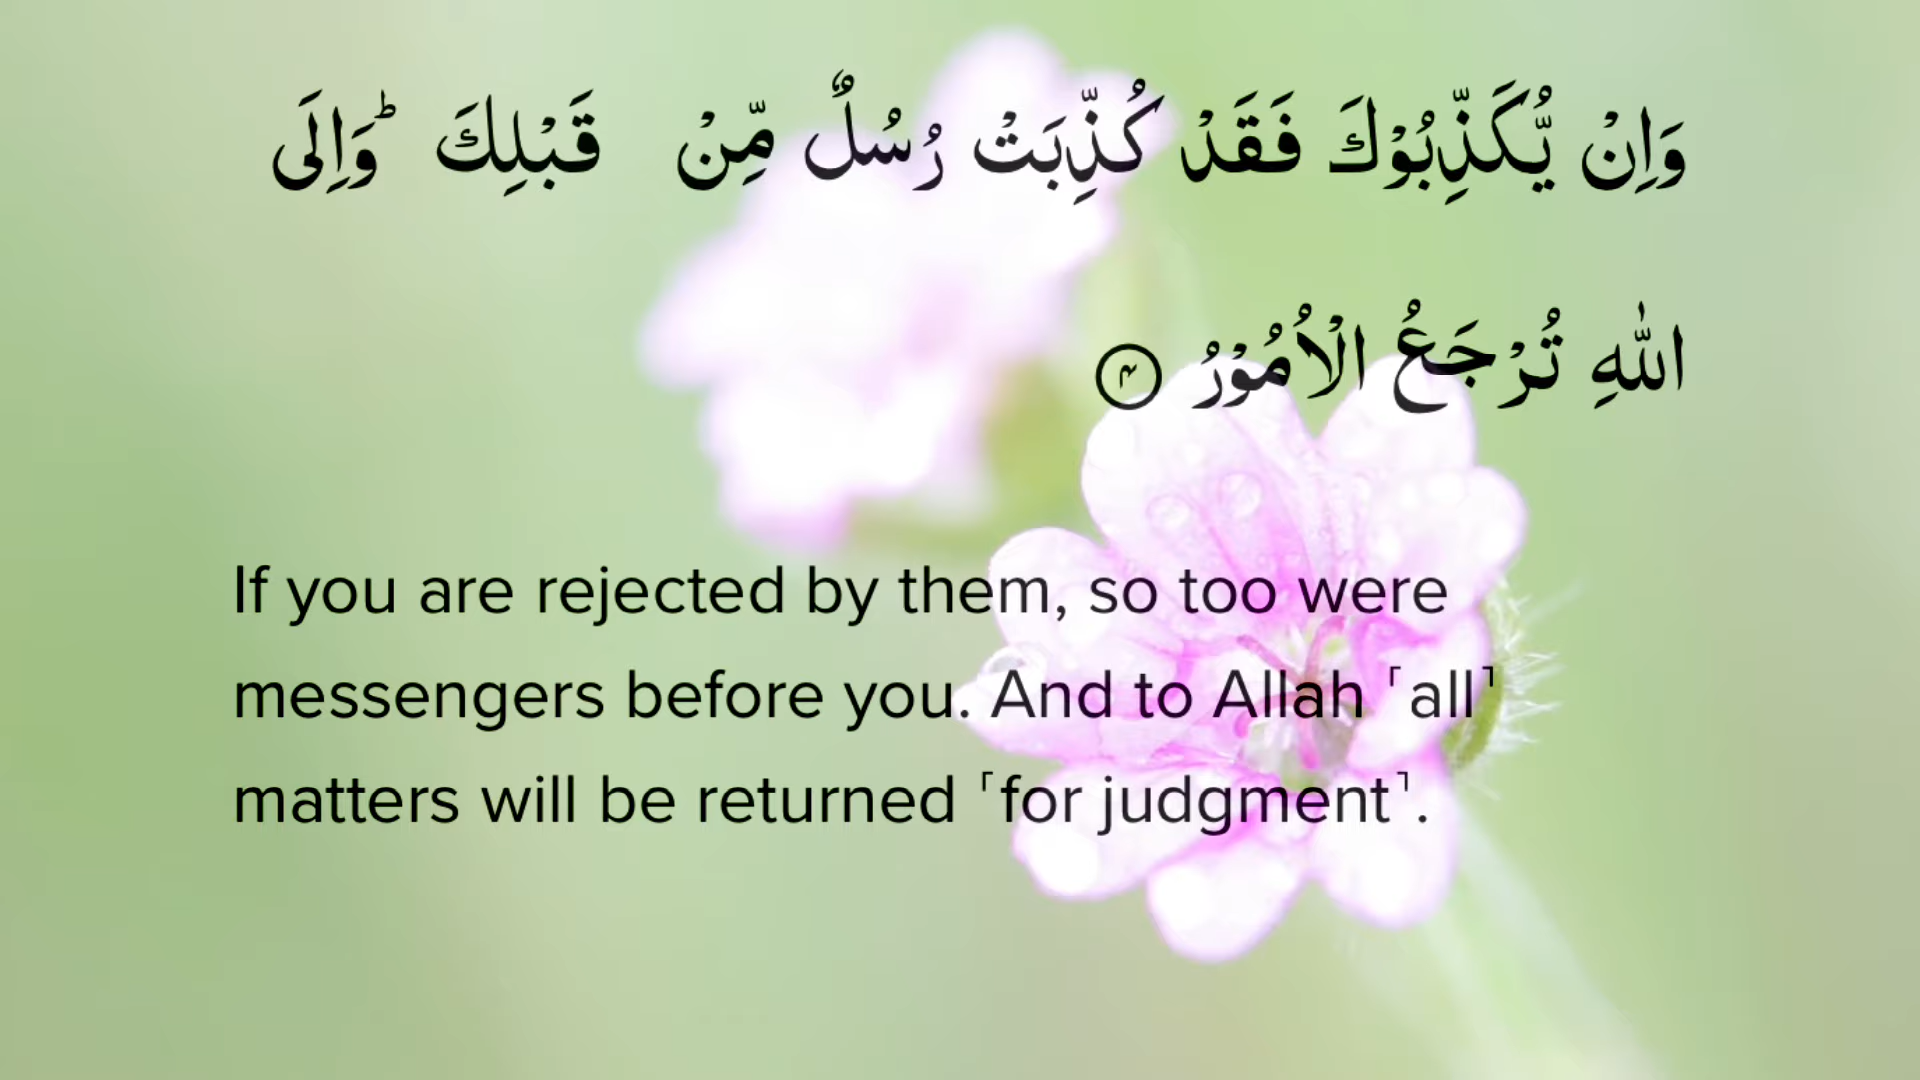 وَاِنْ يُّكَذِّبُوْكَ فَقَدْ كُذِّبَتْ رُسُلٌ مِّنْ قَبْلِكَ ؕ وَاِلَى
اللّٰهِ تُرْجَعُ الْاُمُوْرُ ۴
If you are rejected by them, so too were
messengers before you. And to Allah ⸢all⸣
matters will be returned ⸢for judgment⸣.